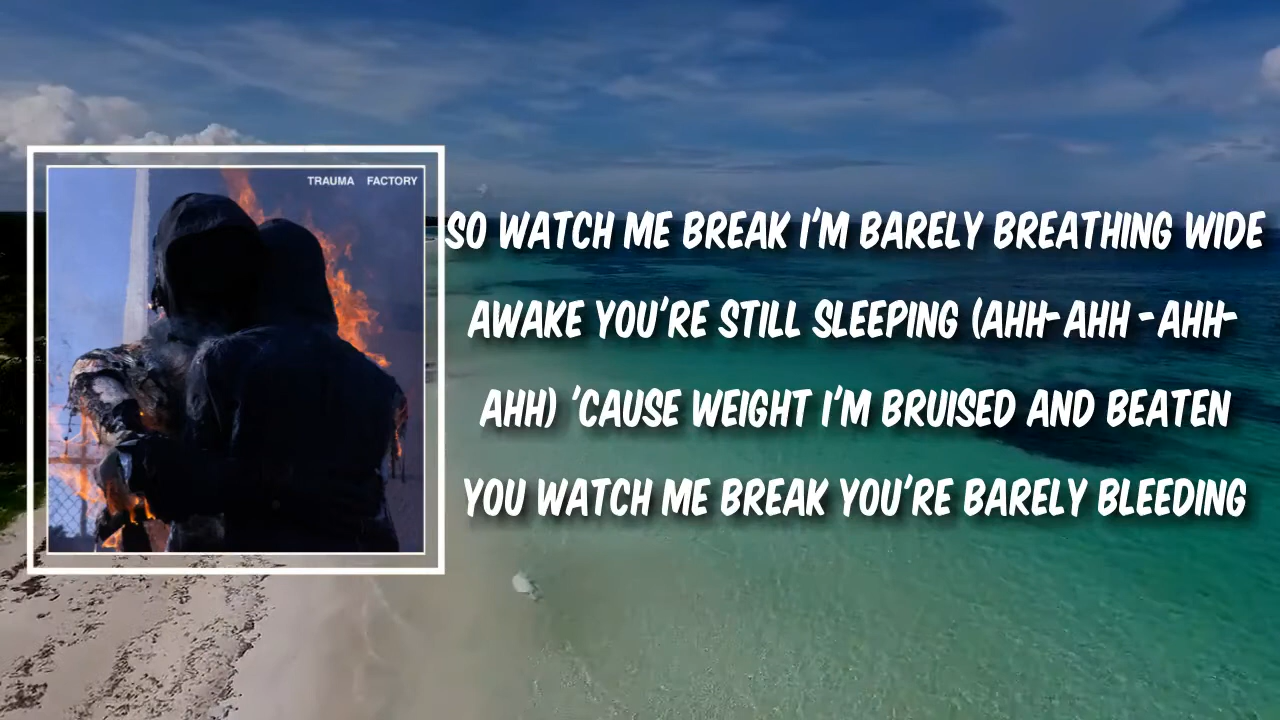 TRAUMA FACTORY
SO WATCH ME BREAK I'M BARELY BREATHING WIDE
AWAKE YOU'RE STILL SLEEPING (AHH-AHH -AHH-
AHH) 'CAUSE WEIGHT I'M BRUISED AND BEATEN
YOU WATCH ME BREAK YOU'RE BARELY BLEEDING